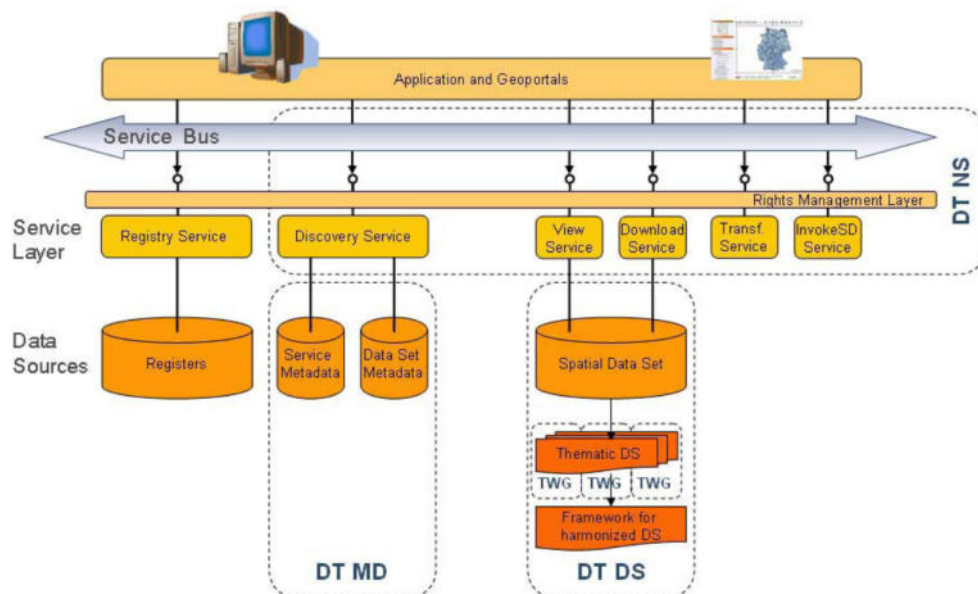 Application and Geoportals
Service Bus
DT NS
Rights Management Layer
Service
Layer
Registry Service
Discovery Service
View
Service
Download
Service
Transf.
Service
InvokeSD
Service
Data
Sources
Registers
Service
Metadata
Data Set
Metadata
Spatial Data Set
Thematic DS
TWG
TWG
TWG
Framework for
harmonized DS
DT MD
DT DS